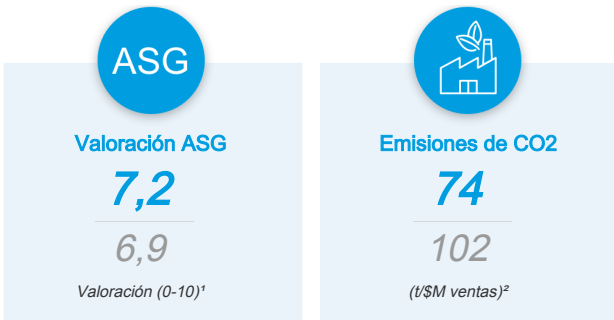 ASG
Valoración ASG
7,2
6,9
Valoración (0-10)¹
Emisiones de CO2
74
102
(t/$M ventas)²